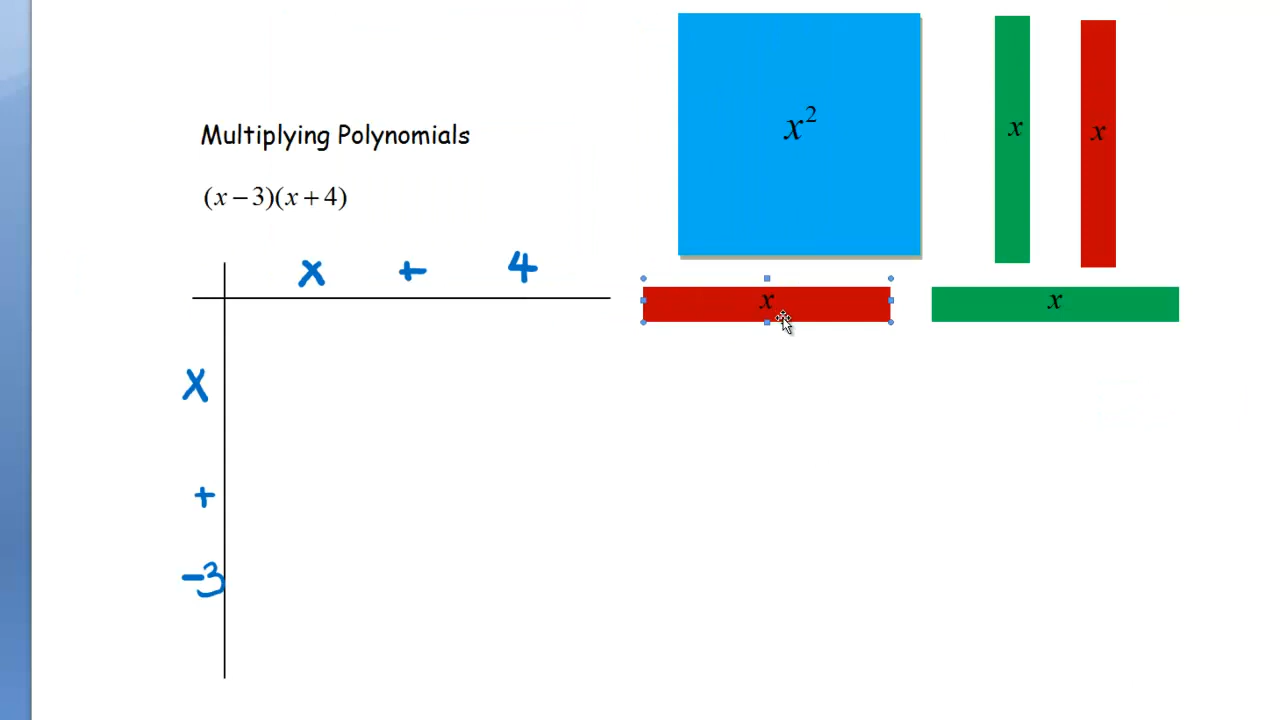 Multiplying Polynomials
(x − 3)(x + 4)
x + 4
x
+
−3
x²
x
x
x
x